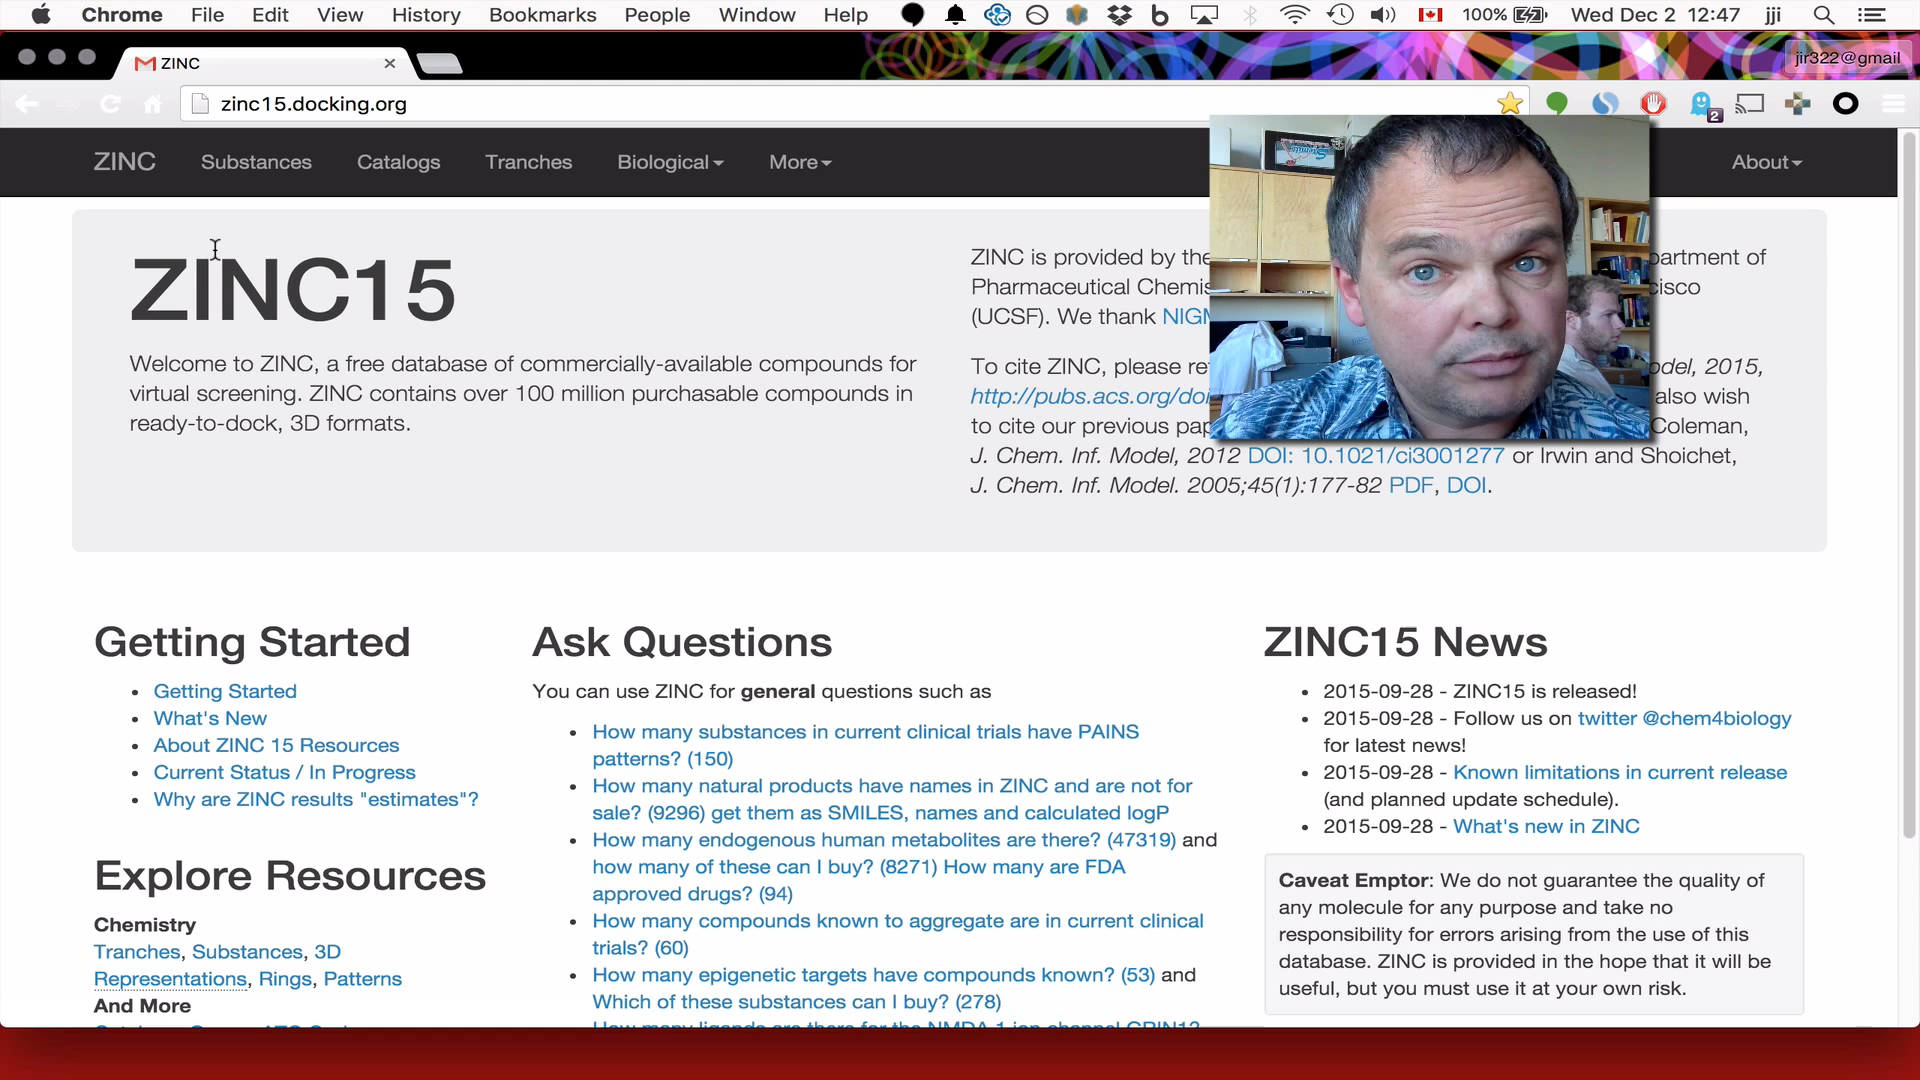 Chrome File Edit View History Bookmarks People Window Help 100% Wed Dec 2 12:47 jji
ZINC
jir322@gmail
zinc15.docking.org
2
ZINC Substances Catalogs Tranches Biological More About
ZINC15
Welcome to ZINC, a free database of commercially-available compounds for
virtual screening. ZINC contains over 100 million purchasable compounds in
ready-to-dock, 3D formats.
ZINC is provided by the
Pharmaceutical
(UCSF). We thank
of
To cite ZINC, please 2015,
http://pubs.acs.org/doi also wish
to cite our previous Coleman,
J. Chem. Inf. Model, 2012 DOI: 10.1021/ci3001277 or Irwin and Shoichet,
J. Chem. Inf. Model. 2005;45(1):177-82 PDF, DOI.
Getting Started
Getting Started
What's New
About ZINC 15 Resources
Current Status / In Progress
Why are ZINC results "estimates"?
Explore Resources
Chemistry
Tranches, Substances, 3D
Representations, Rings, Patterns
And More
Ask Questions
You can use ZINC for general questions such as
How many substances in current clinical trials have PAINS
patterns? (150)
How many natural products have names in ZINC and are not for
sale? (9296) get them as SMILES, names and calculated logP
How many endogenous human metabolites are there? (47319) and
how many of these can I buy? (8271) How many are FDA
approved drugs? (94)
How many compounds known to aggregate are in current clinical
trials? (60)
How many epigenetic targets have compounds known? (53) and
Which of these substances can I buy? (278)
How many ligands are there for the NMDA 1 ion channel GRIN1?
ZINC15 News
2015-09-28 - ZINC15 is released!
2015-09-28 - Follow us on twitter @chem4biology
for latest news!
2015-09-28 - Known limitations in current release
(and planned update schedule).
2015-09-28 - What's new in ZINC
Caveat Emptor: We do not guarantee the quality of
any molecule for any purpose and take no
responsibility for errors arising from the use of this
database. ZINC is provided in the hope that it will be
useful, but you must use it at your own risk.